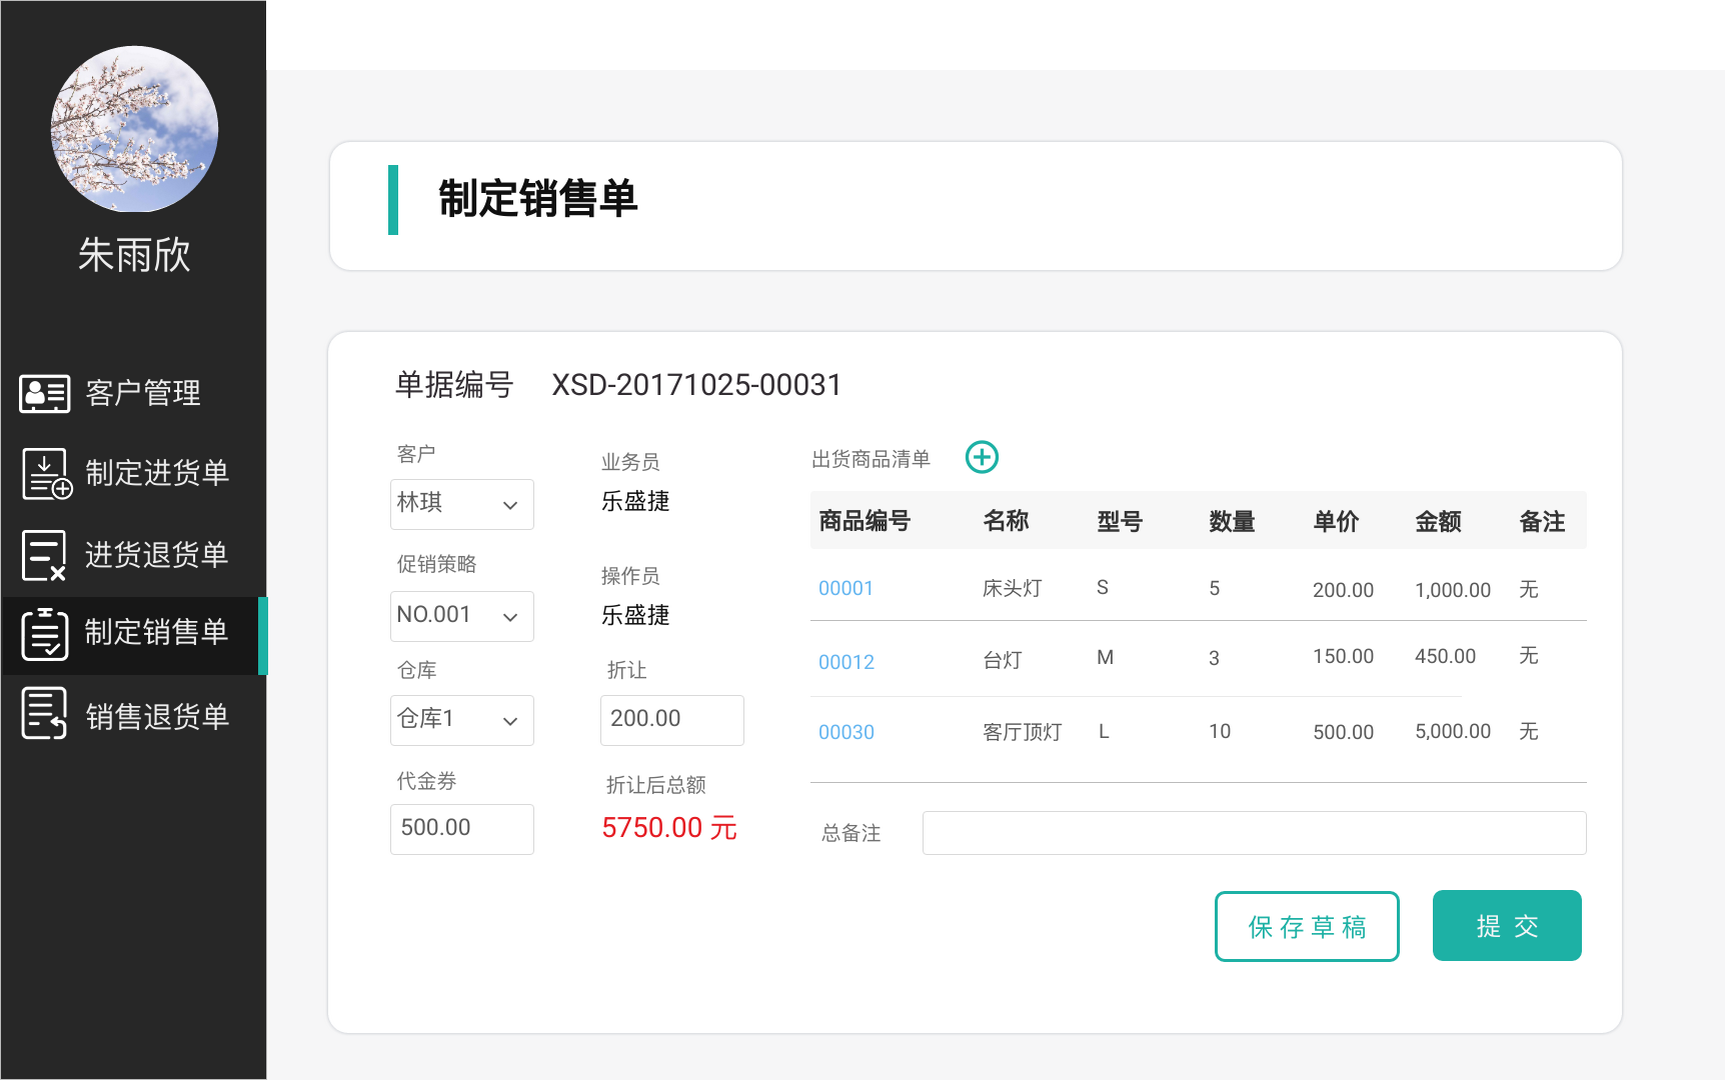 朱雨欣
客户管理
制定进货单
进货退货单
制定销售单
销售退货单
制定销售单
单据编号 XSD-20171025-00031
客户
林琪
促销策略
NO.001
仓库
仓库1
代金券
500.00
业务员
乐盛捷
操作员
乐盛捷
折让
200.00
折让后总额
5750.00 元
出货商品清单
商品编号 名称 型号 数量 单价 金额 备注
00001 床头灯 S 5 200.00 1,000.00 无
00012 台灯 M 3 150.00 450.00 无
00030 客厅顶灯 L 10 500.00 5,000.00 无
总备注
保存草稿 提交